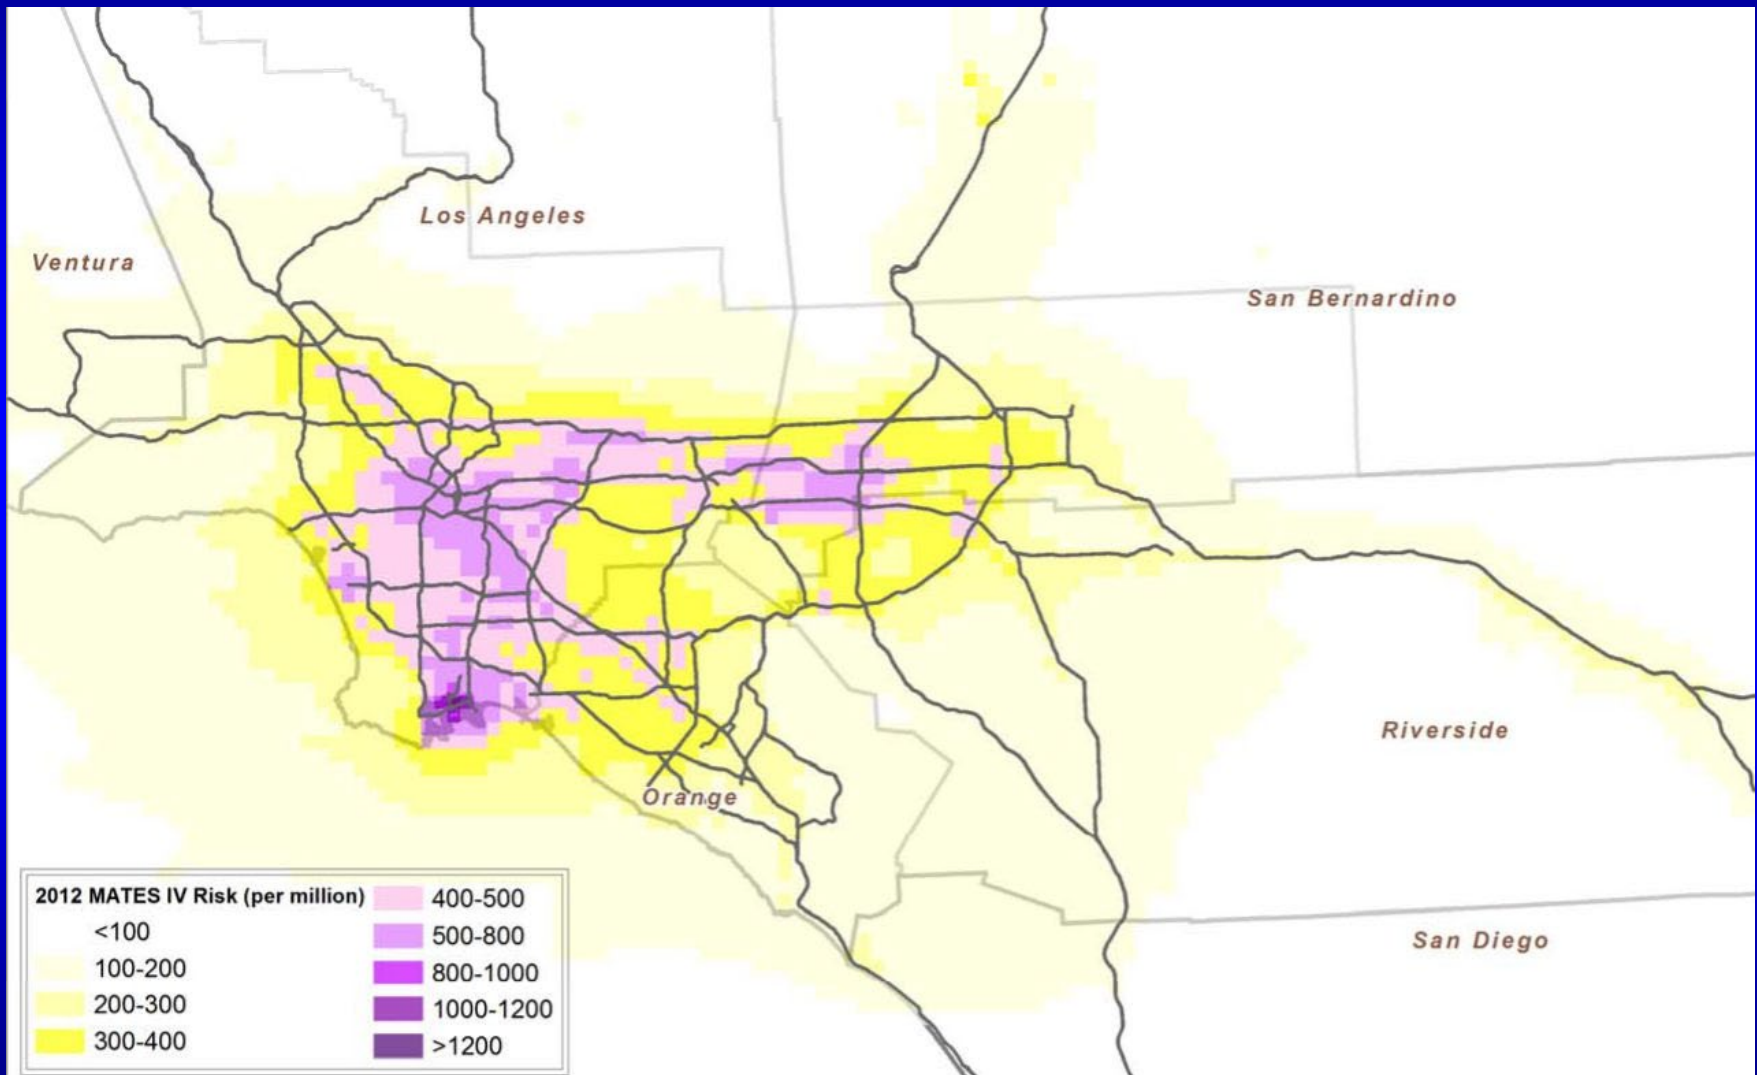 Los Angeles
Ventura
San Bernardino
Riverside
Orange
San Diego
2012 MATES IV Risk (per million)
<100
100-200
200-300
300-400
400-500
500-800
800-1000
1000-1200
>1200